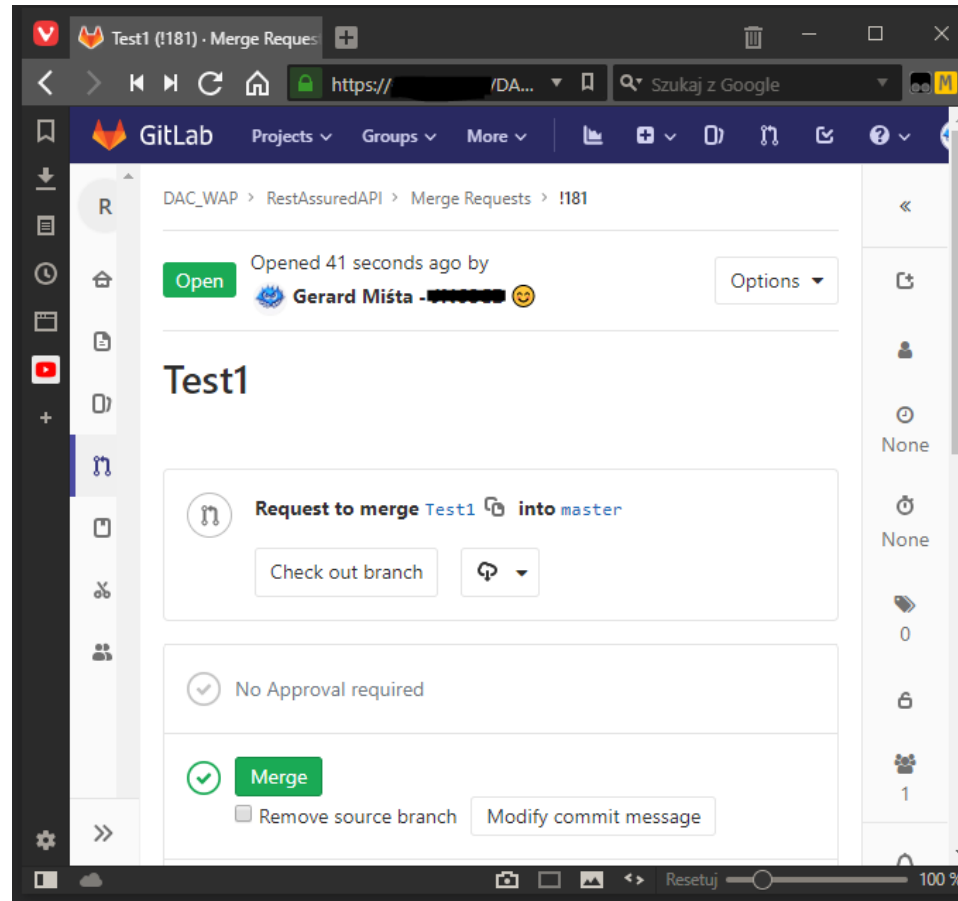 Test1 (!181) · Merge Reques
https:// /DA...
Szukaj z Google
M
GitLab Projects Groups More
R
DAC_WAP > RestAssuredAPI > Merge Requests > !181
Open
Opened 41 seconds ago by
Gerard Miśta -
Options
Test1
None
Request to merge Test1 into master
None
Check out branch
0
No Approval required
Merge
1
Remove source branch Modify commit message
Resetuj 100 %